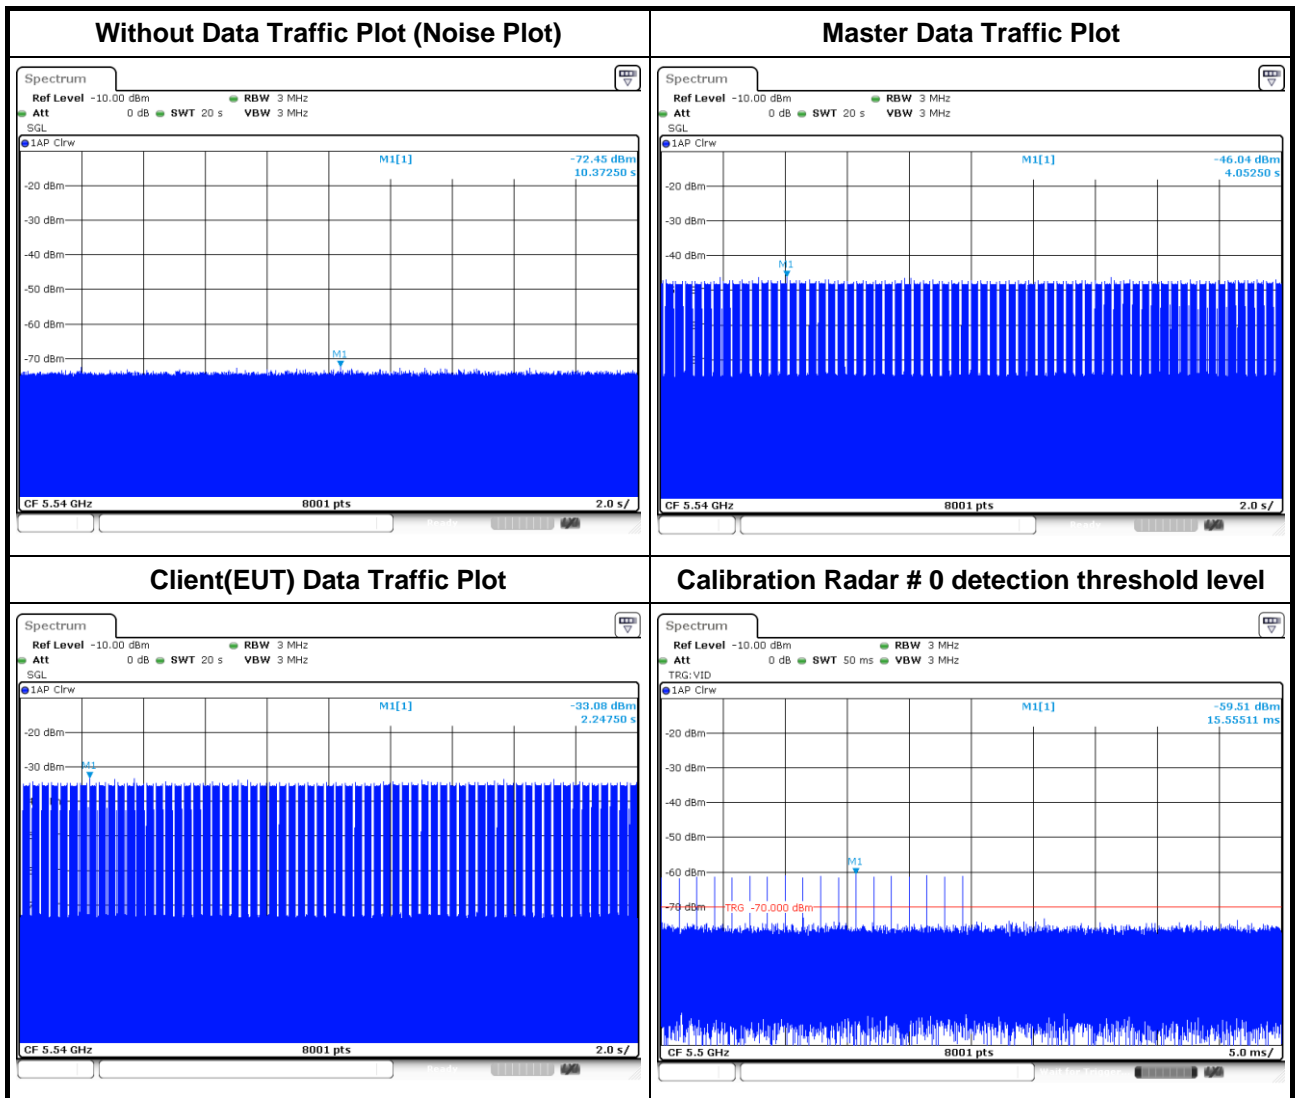 Without Data Traffic Plot (Noise Plot)
Spectrum
Ref Level -10.00 dBm RBW 3 MHz
Att 0 dB SWT 20 s VBW 3 MHz
SGL
1AP Clrw
M1[1] -72.45 dBm
10.37250 s
-20 dBm
-30 dBm
-40 dBm
-50 dBm
-60 dBm
-70 dBm
M1
CF 5.54 GHz 8001 pts 2.0 s/
Ready
Master Data Traffic Plot
Spectrum
Ref Level -10.00 dBm RBW 3 MHz
Att 0 dB SWT 20 s VBW 3 MHz
SGL
1AP Clrw
M1[1] -46.04 dBm
4.05250 s
-20 dBm
-30 dBm
-40 dBm
M1
CF 5.54 GHz 8001 pts 2.0 s/
Ready
Client(EUT) Data Traffic Plot
Spectrum
Ref Level -10.00 dBm RBW 3 MHz
Att 0 dB SWT 20 s VBW 3 MHz
SGL
1AP Clrw
M1[1] -33.08 dBm
2.24750 s
-20 dBm
-30 dBm
M1
CF 5.54 GHz 8001 pts 2.0 s/
Ready
Calibration Radar # 0 detection threshold level
Spectrum
Ref Level -10.00 dBm RBW 3 MHz
Att 0 dB SWT 50 ms VBW 3 MHz
TRG:VID
1AP Clrw
M1[1] -59.51 dBm
15.55511 ms
-20 dBm
-30 dBm
-40 dBm
-50 dBm
M1
-60 dBm
-70 dBm TRG -70.000 dBm
CF 5.5 GHz 8001 pts 5.0 ms/
Wait for Trigger